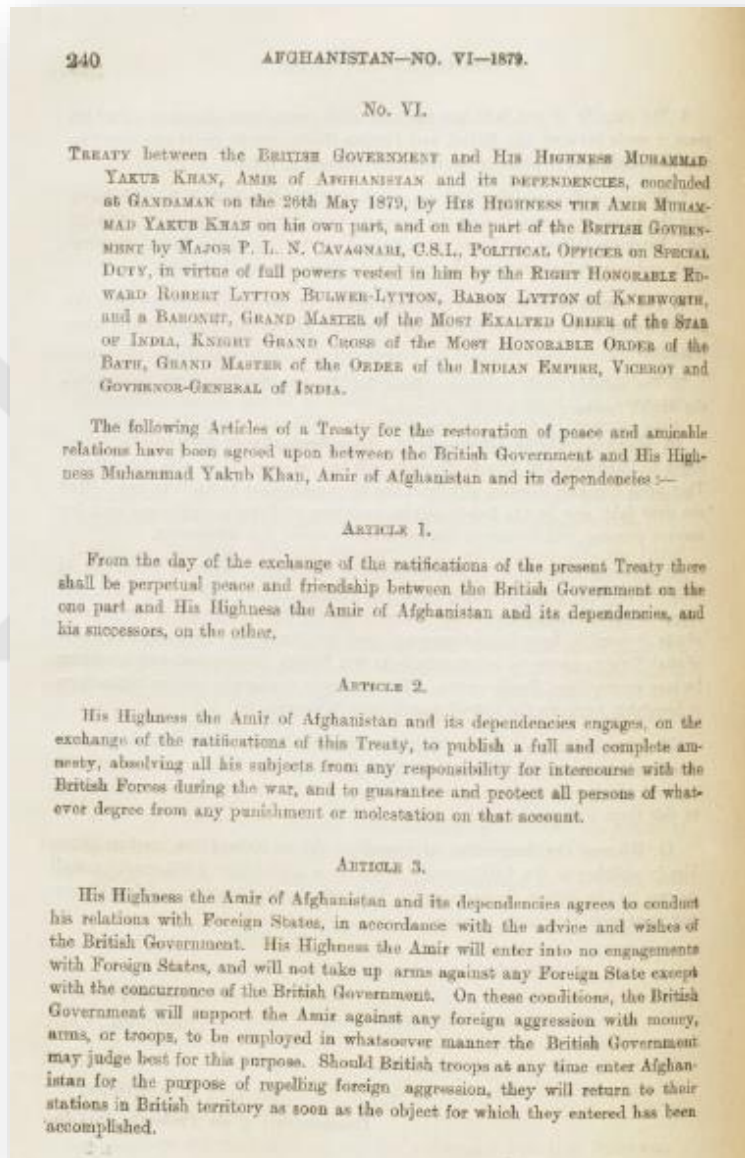 240
AFGHANISTAN—NO. VI—1879.
No. VI.
TREATY between the BRITISH GOVERNMENT and HIS HIGHNESS MUHAMMAD
YAKUB KHAN, AMIR of AFGHANISTAN and its DEPENDENCIES, concluded
at GANDAMAK on the 26th May 1879, by HIS HIGHNESS THE AMIR MUHAM-
MAD YAKUB KHAN on his own part, and on the part of the BRITISH GOVERN-
MENT by MAJOR P. L. N. CAVAGNARI, C.S.I., POLITICAL OFFICER on SPECIAL
DUTY, in virtue of full powers vested in him by the RIGHT HONORABLE ED-
WARD ROBERT LYTTON BULWER-LYTTON, BARON LYTTON of KNEBWORTH,
and a BARONET, GRAND MASTER of the MOST EXALTED ORDER of the STAR
OF INDIA, KNIGHT GRAND CROSS of the MOST HONORABLE ORDER of the
BATH, GRAND MASTER of the ORDER of the INDIAN EMPIRE, VICEROY and
GOVERNOR-GENERAL of INDIA.
The following Articles of a Treaty for the restoration of peace and amicable
relations have been agreed upon between the British Government and His High-
ness Muhammad Yakub Khan, Amir of Afghanistan and its dependencies :—
ARTICLE 1.
From the day of the exchange of the ratifications of the present Treaty there
shall be perpetual peace and friendship between the British Government on the
one part and His Highness the Amir of Afghanistan and its dependencies, and
his successors, on the other.
ARTICLE 2.
His Highness the Amir of Afghanistan and its dependencies engages, on the
exchange of the ratifications of this Treaty, to publish a full and complete am-
nesty, absolving all his subjects from any responsibility for intercourse with the
British Forces during the war, and to guarantee and protect all persons of what-
ever degree from any punishment or molestation on that account.
ARTICLE 3.
His Highness the Amir of Afghanistan and its dependencies agrees to conduct
his relations with Foreign States, in accordance with the advice and wishes of
the British Government. His Highness the Amir will enter into no engagements
with Foreign States, and will not take up arms against any Foreign State except
with the concurrence of the British Government. On these conditions, the British
Government will support the Amir against any foreign aggression with money,
arms, or troops, to be employed in whatsoever manner the British Government
may judge best for this purpose. Should British troops at any time enter Afghan-
istan for the purpose of repelling foreign aggression, they will return to their
stations in British territory as soon as the object for which they entered has been
accomplished.